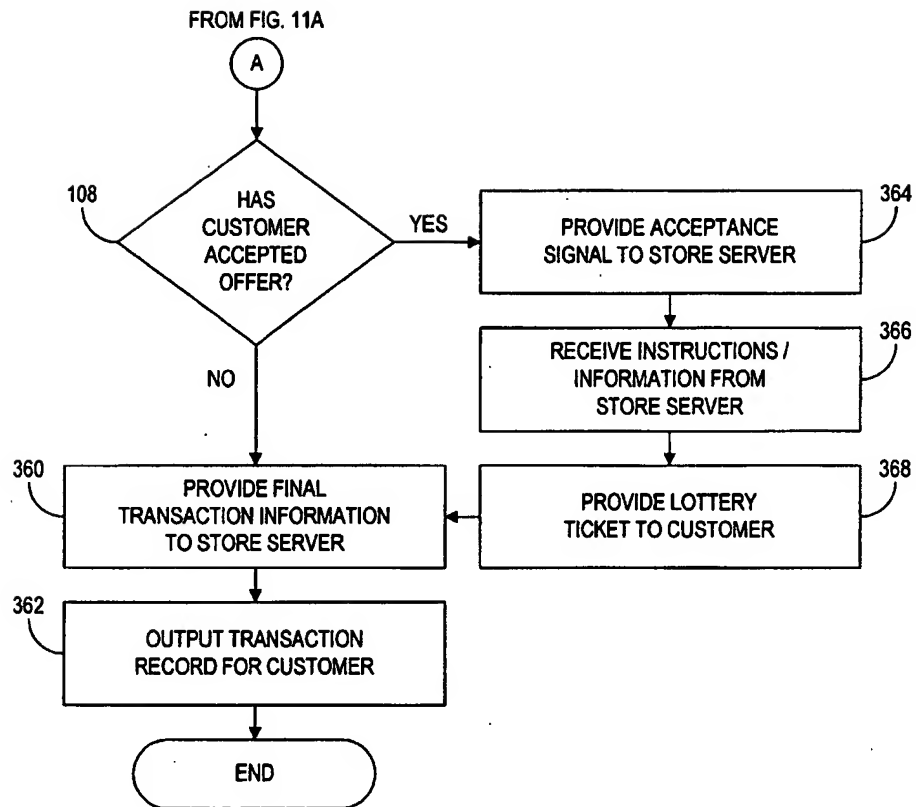 FROM FIG. 11A
A
108
HAS
CUSTOMER
ACCEPTED
OFFER?
YES
364
PROVIDE ACCEPTANCE
SIGNAL TO STORE SERVER
366
RECEIVE INSTRUCTIONS /
INFORMATION FROM
STORE SERVER
NO
360
PROVIDE FINAL
TRANSACTION INFORMATION
TO STORE SERVER
368
PROVIDE LOTTERY
TICKET TO CUSTOMER
362
OUTPUT TRANSACTION
RECORD FOR CUSTOMER
END